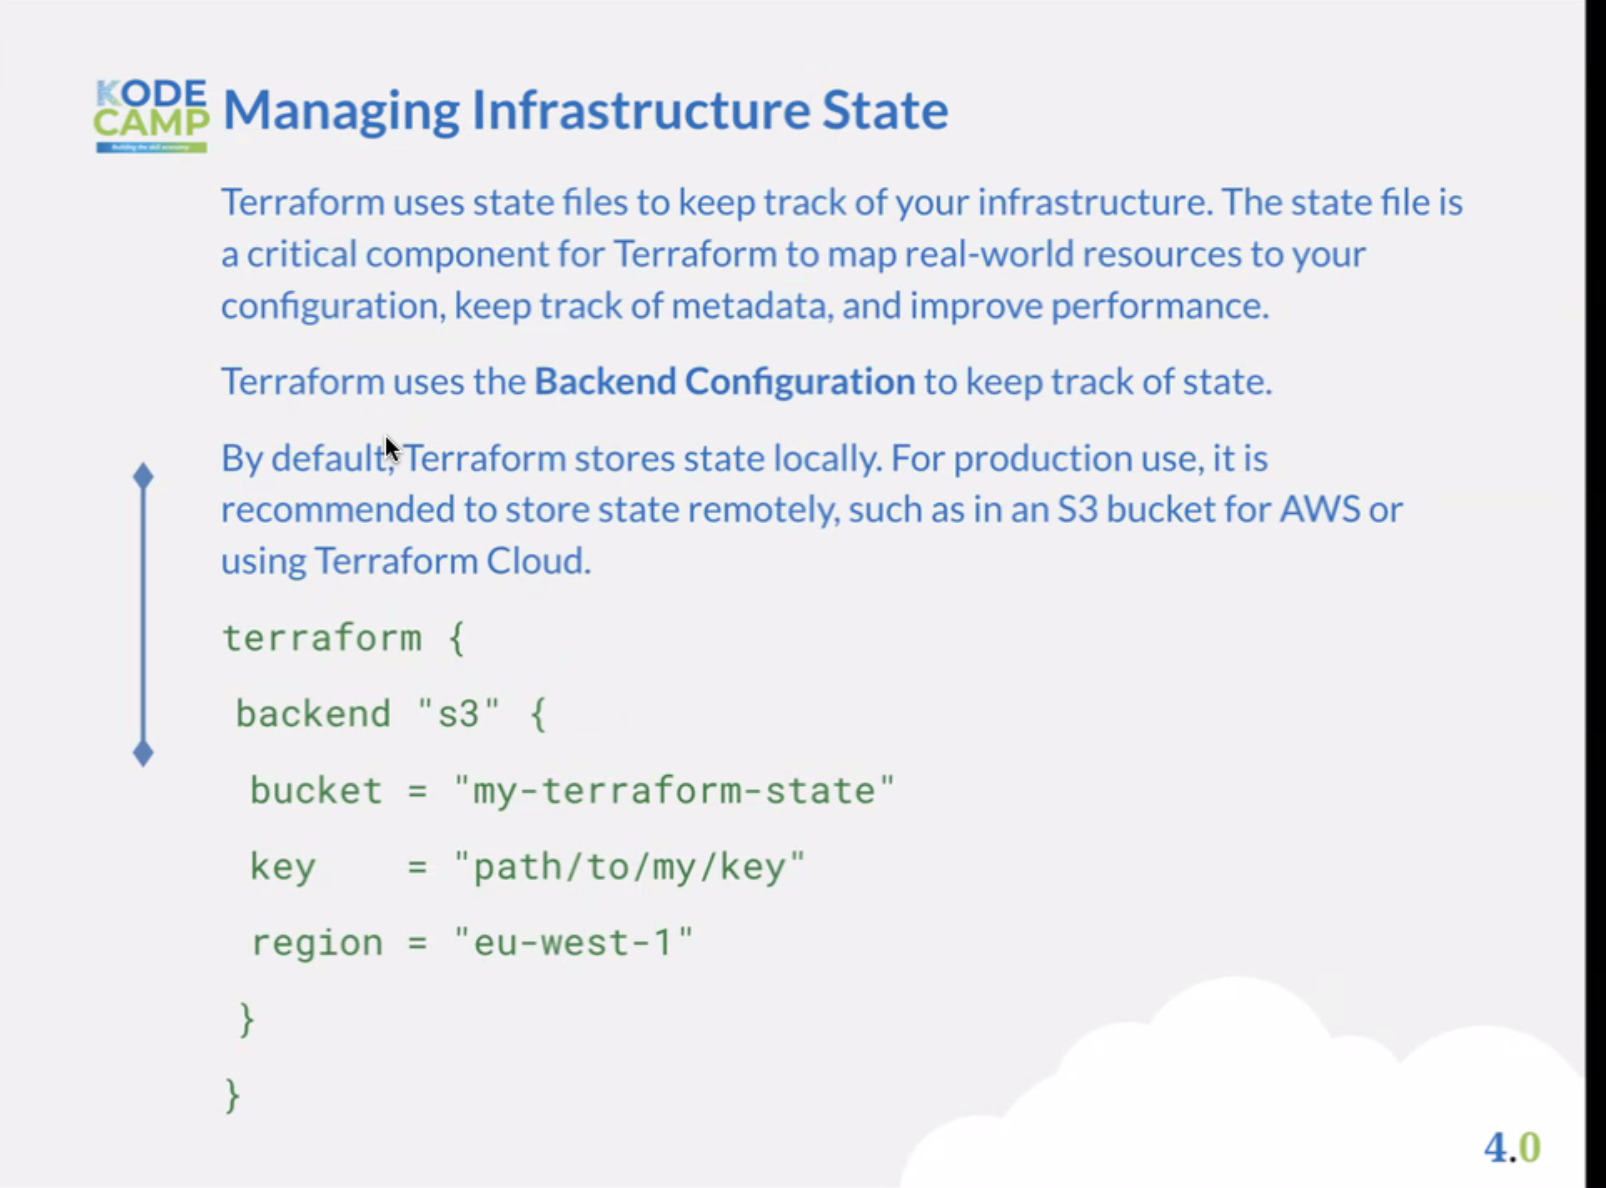 KODE
CAMP
Building the skill economy
Managing Infrastructure State
Terraform uses state files to keep track of your infrastructure. The state file is
a critical component for Terraform to map real-world resources to your
configuration, keep track of metadata, and improve performance.
Terraform uses the Backend Configuration to keep track of state.
By default, Terraform stores state locally. For production use, it is
recommended to store state remotely, such as in an S3 bucket for AWS or
using Terraform Cloud.
terraform {
 backend "s3" {
  bucket = "my-terraform-state"
  key    = "path/to/my/key"
  region = "eu-west-1"
 }
}
4.0